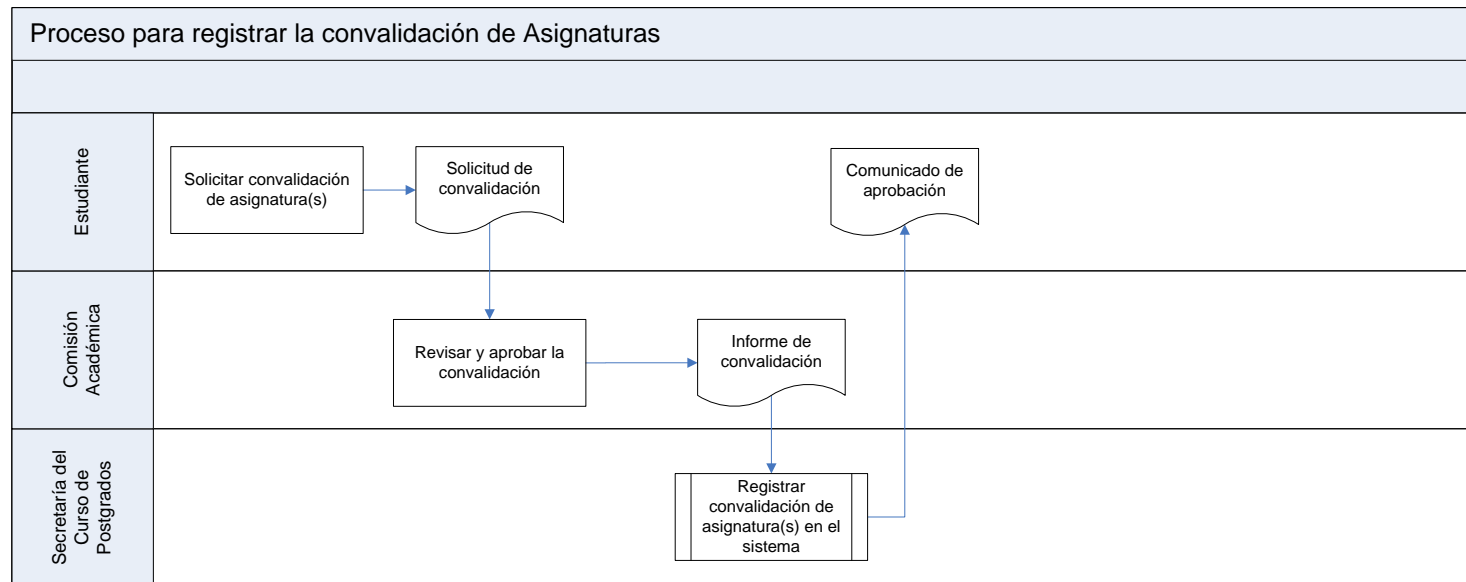 Proceso para registrar la convalidación de Asignaturas
Estudiante
Solicitar convalidación
de asignatura(s)
Solicitud de
convalidación
Comunicado de
aprobación
Comisión
Académica
Revisar y aprobar la
convalidación
Informe de
convalidación
Secretaría del
Curso de
Postgrados
Registrar
convalidación de
asignatura(s) en el
sistema